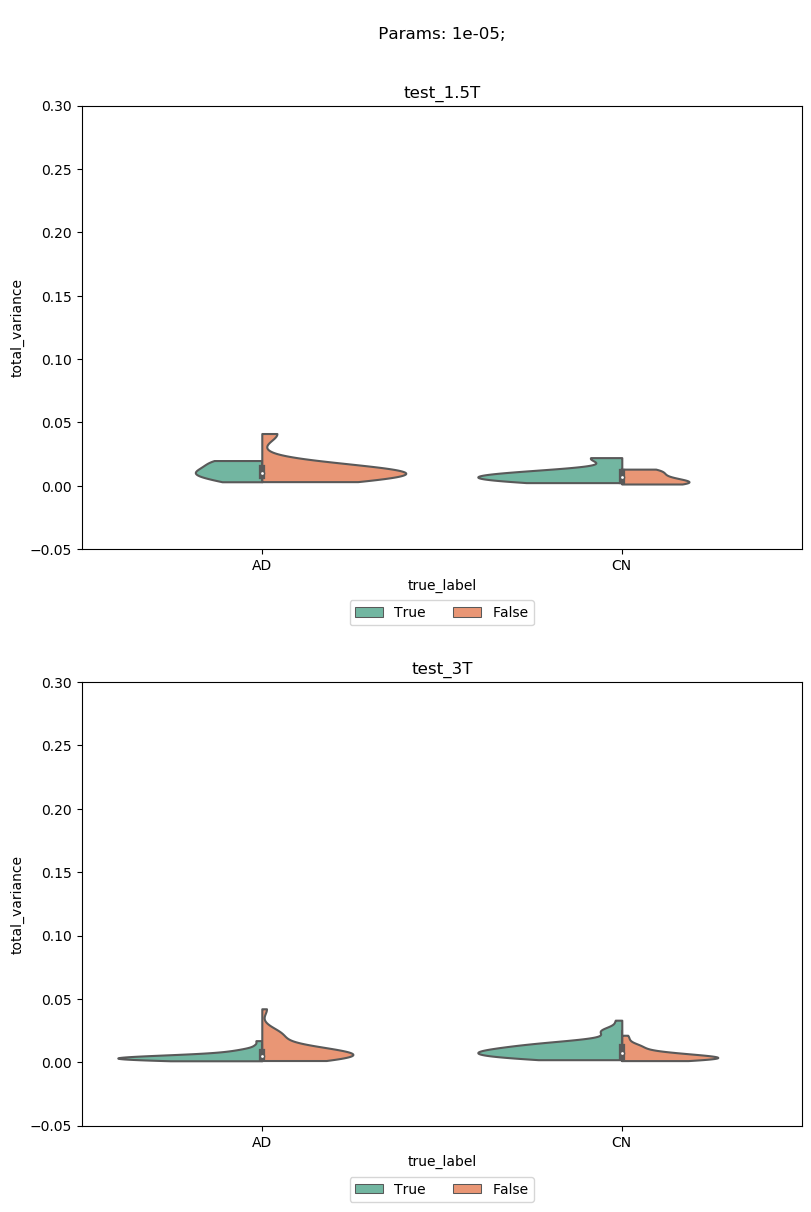 Params: 1e-05;
test_1.5T
0.30
0.25
0.20
0.15
0.10
0.05
0.00
−0.05
total_variance
AD
CN
true_label
True
False
test_3T
0.30
0.25
0.20
0.15
0.10
0.05
0.00
−0.05
total_variance
AD
CN
true_label
True
False